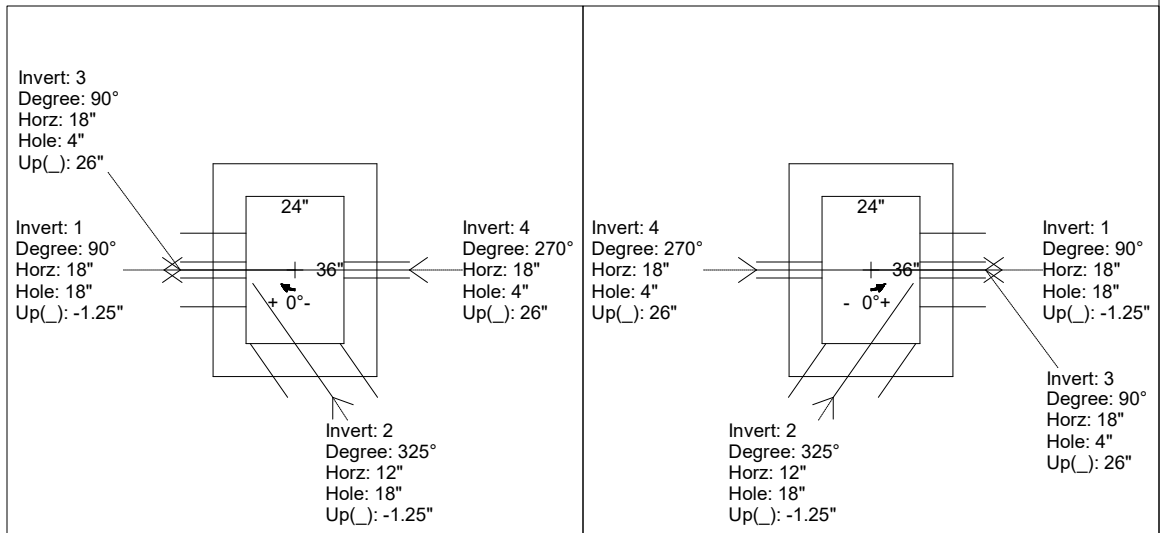 Invert: 3
Degree: 90°
Horz: 18"
Hole: 4"
Up(_): 26"
24"
Invert: 1
Degree: 90°
Horz: 18"
Hole: 18"
Up(_): -1.25"
36"
+ 0°-
Invert: 4
Degree: 270°
Horz: 18"
Hole: 4"
Up(_): 26"
Invert: 2
Degree: 325°
Horz: 12"
Hole: 18"
Up(_): -1.25"
24"
Invert: 4
Degree: 270°
Horz: 18"
Hole: 4"
Up(_): 26"
36"
- 0°+
Invert: 1
Degree: 90°
Horz: 18"
Hole: 18"
Up(_): -1.25"
Invert: 3
Degree: 90°
Horz: 18"
Hole: 4"
Up(_): 26"
Invert: 2
Degree: 325°
Horz: 12"
Hole: 18"
Up(_): -1.25"